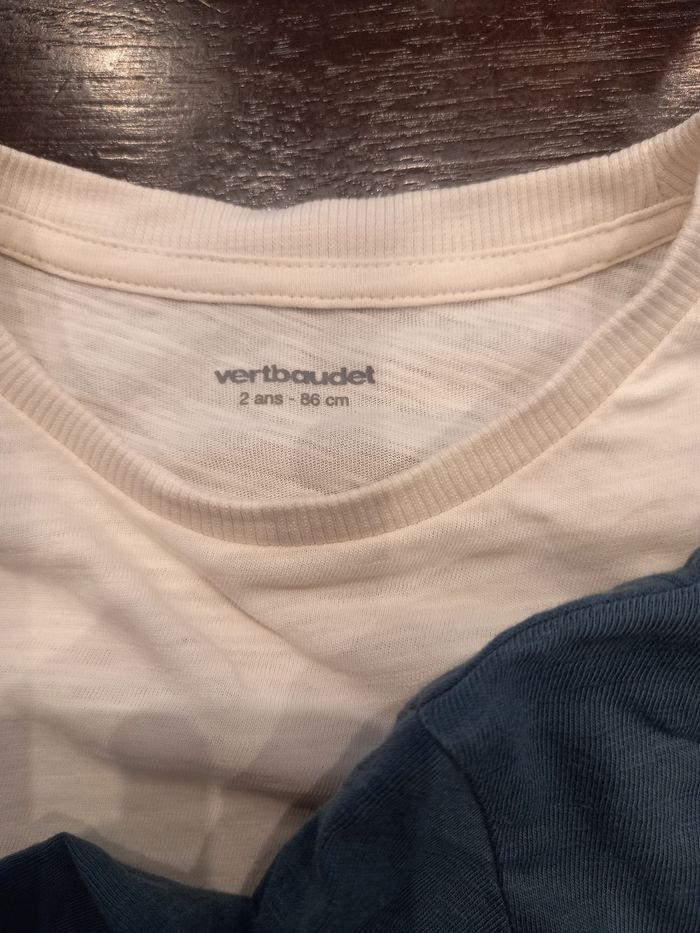 vertbaudet
2 ans - 86 cm